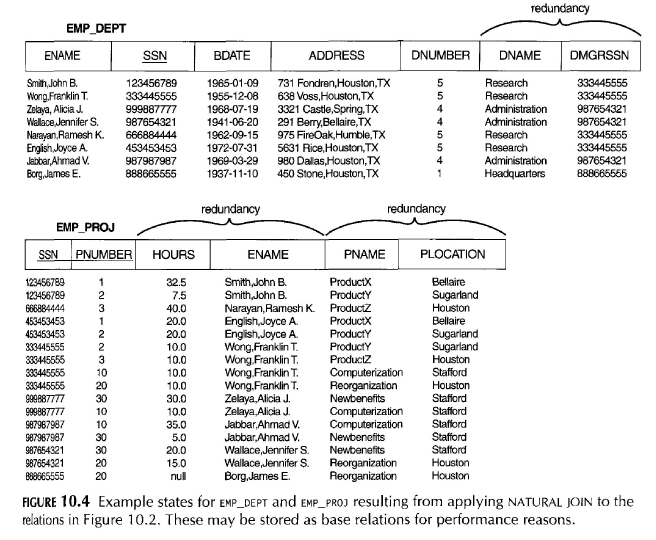 redundancy
EMP_DEPT
ENAME SSN BDATE ADDRESS DNUMBER DNAME DMGRSSN
Smith,John B. 123456789 1965-01-09 731 Fondren,Houston,TX 5 Research 333445555
Wong,Franklin T. 333445555 1955-12-08 638 Voss,Houston,TX 5 Research 333445555
Zelaya, Alicia J. 999887777 1968-07-19 3321 Castle,Spring,TX 4 Administration 987654321
Wallace,Jennifer S. 987654321 1941-06-20 291 Berry,Bellaire,TX 4 Administration 987654321
Narayan,Ramesh K. 666884444 1962-09-15 975 FireOak,Humble,TX 5 Research 333445555
English,Joyce A. 453453453 1972-07-31 5631 Rice,Houston,TX 5 Research 333445555
Jabbar,Ahmad V. 987987987 1969-03-29 980 Dallas,Houston,TX 4 Administration 987654321
Borg,James E. 888665555 1937-11-10 450 Stone,Houston,TX 1 Headquarters 888665555
redundancy redundancy
EMP_PROJ
SSN PNUMBER HOURS ENAME PNAME PLOCATION
123456789 1 32.5 Smith,John B. ProductX Bellaire
123456789 2 7.5 Smith,John B. ProductY Sugarland
666884444 3 40.0 Narayan,Ramesh K. ProductZ Houston
453453453 1 20.0 English,Joyce A. ProductX Bellaire
453453453 2 20.0 English,Joyce A. ProductY Sugarland
333445555 2 10.0 Wong,Franklin T. ProductY Sugarland
333445555 3 10.0 Wong,Franklin T. ProductZ Houston
333445555 10 10.0 Wong,Franklin T. Computerization Stafford
333445555 20 10.0 Wong,Franklin T. Reorganization Houston
999887777 30 30.0 Zelaya,Alicia J. Newbenefits Stafford
999887777 10 10.0 Zelaya,Alicia J. Computerization Stafford
987987987 10 35.0 Jabbar,Ahmad V. Computerization Stafford
987987987 30 5.0 Jabbar,Ahmad V. Newbenefits Stafford
987654321 30 20.0 Wallace,Jennifer S. Newbenefits Stafford
987654321 20 15.0 Wallace,Jennifer S. Reorganization Houston
888665555 20 null Borg,James E. Reorganization Houston
FIGURE 10.4 Example states for EMP_DEPT and EMP_PROJ resulting from applying NATURAL JOIN to the
relations in Figure 10.2. These may be stored as base relations for performance reasons.